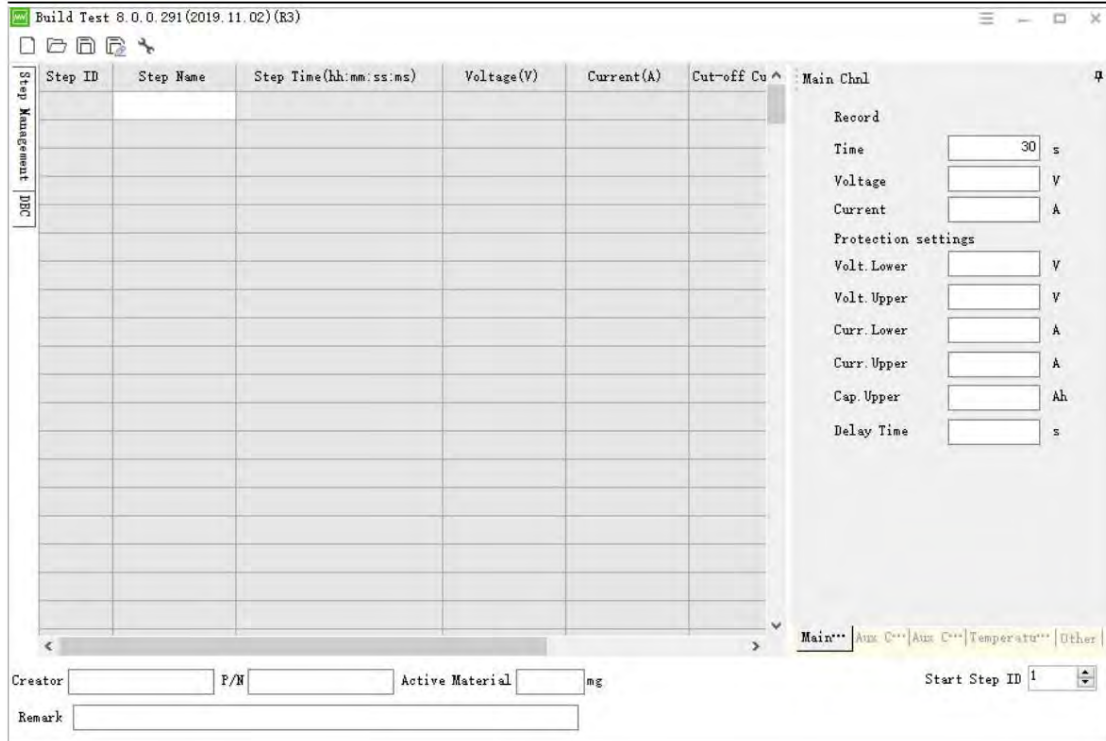 Build Test 8.0.0.291(2019.11.02)(R3)
Step ID Step Name Step Time(hh:mm:ss:ms) Voltage(V) Current(A) Cut-off Cu
Step Management
DBC
Main Chnl
Record
Time 30 s
Voltage V
Current A
Protection settings
Volt.Lower V
Volt.Upper V
Curr.Lower A
Curr.Upper A
Cap.Upper Ah
Delay Time s
Main··· Aux C··· Aux C··· Temperatu··· Other
Creator P/N Active Material mg Start Step ID 1
Remark